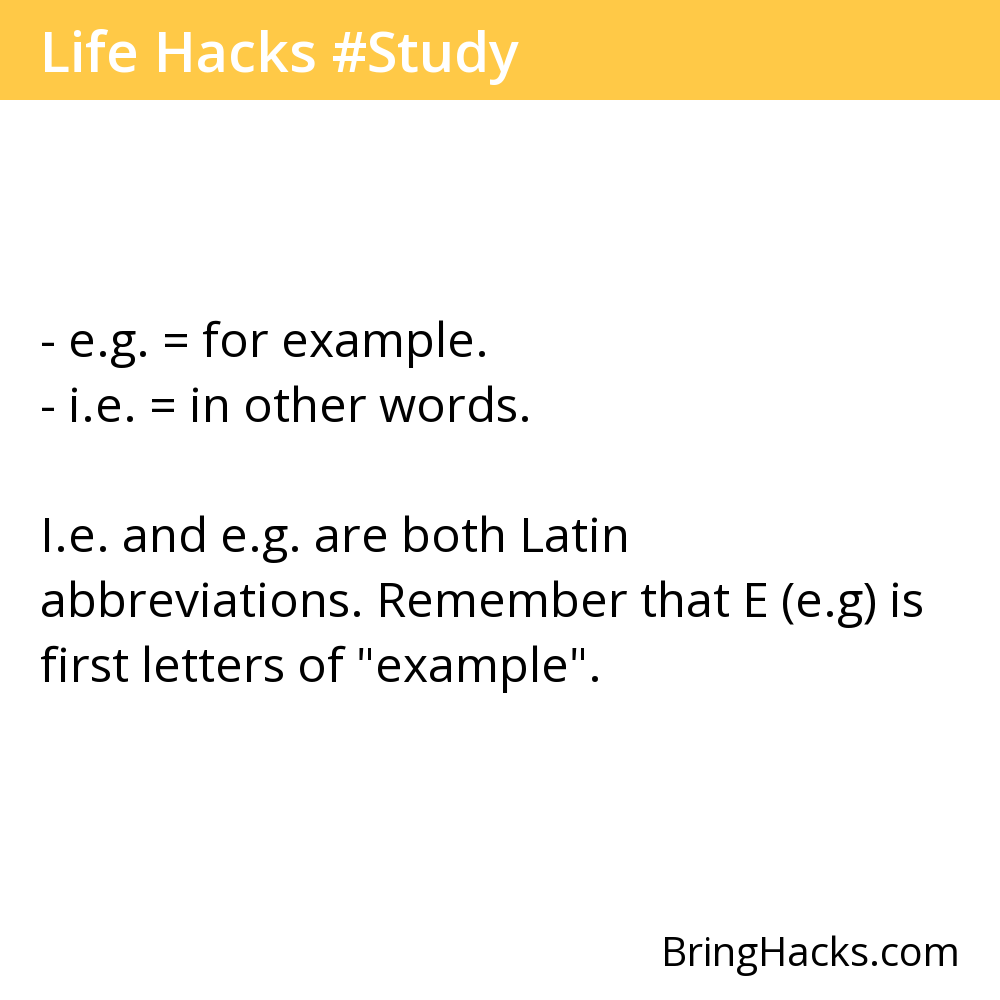 Life Hacks #Study
- e.g. = for example.
- i.e. = in other words.
I.e. and e.g. are both Latin
abbreviations. Remember that E (e.g) is
first letters of "example".
BringHacks.com